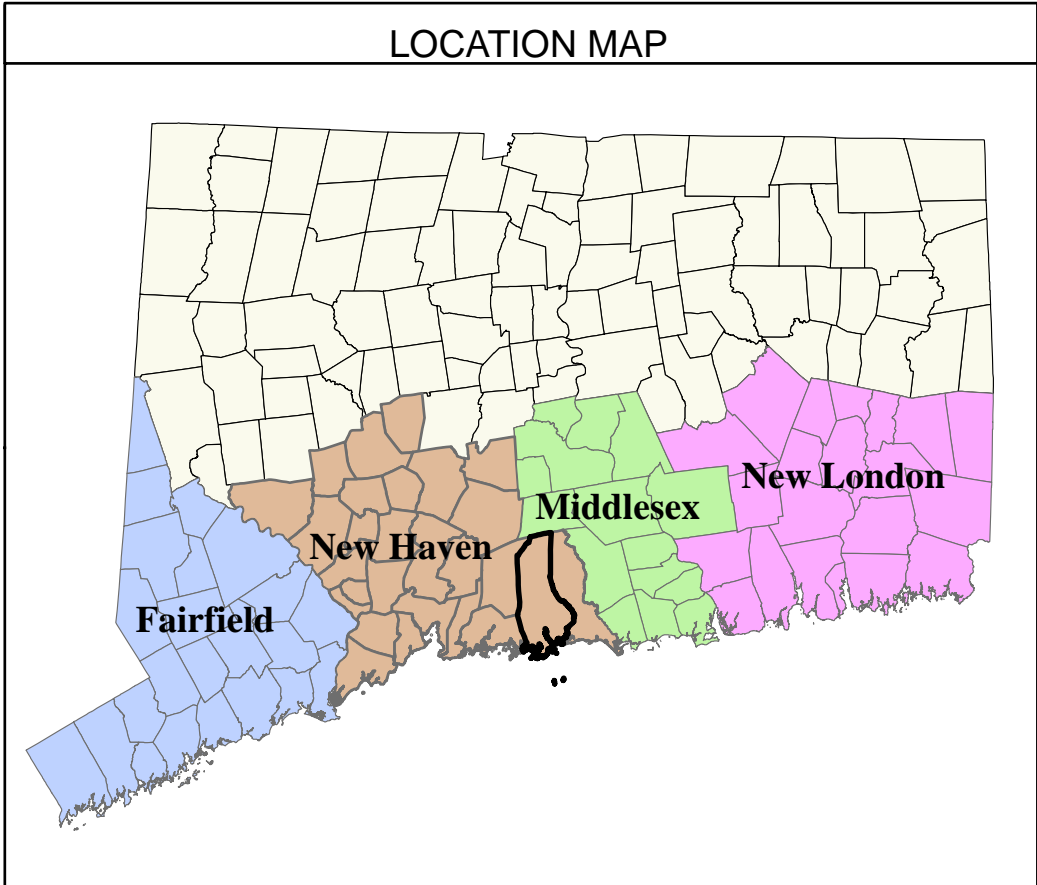 LOCATION MAP
New London
Middlesex
New Haven
Fairfield